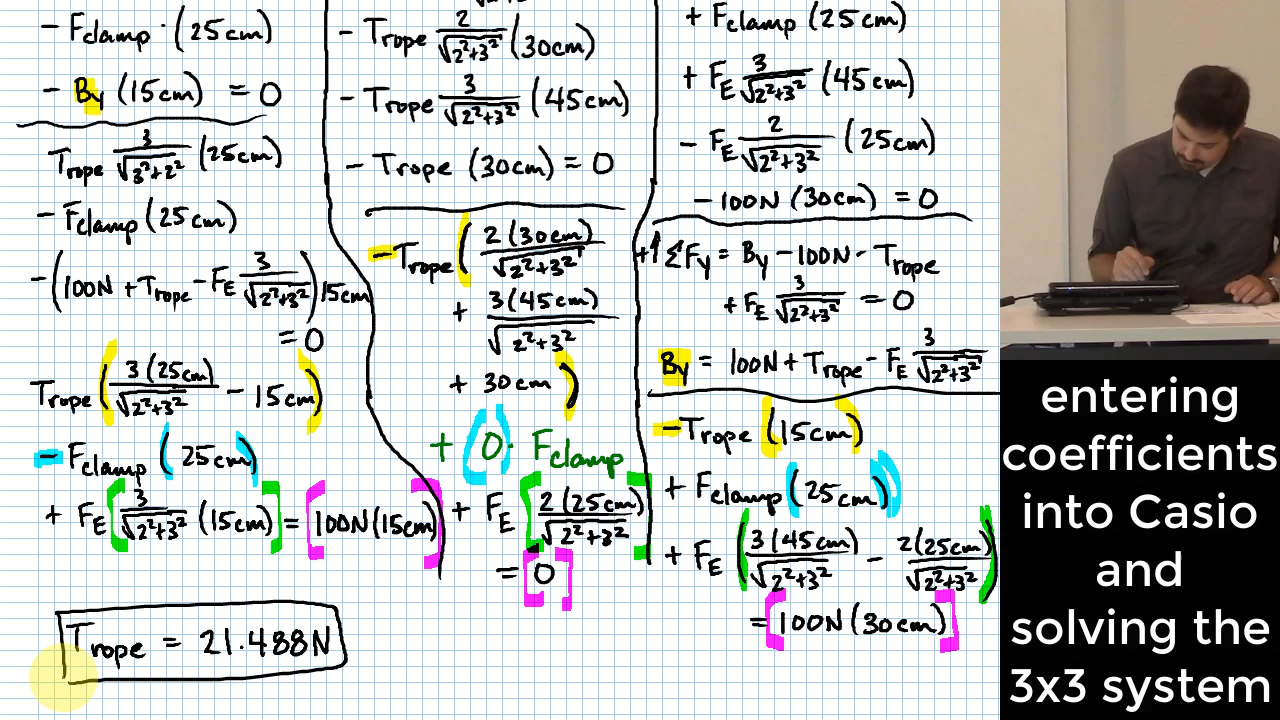 - Fclamp · (25cm)
- By (15cm) = 0
Trope 3/√3²+2² (25cm)
- Fclamp (25cm)
- (100N + Trope - FE 3/√2²+3²) 15cm
= 0
Trope (3(25cm)/√2²+3² - 15cm)
- Fclamp (25cm)
+ FE [3/√2²+3² (15cm)] = [100N(15cm)]
Trope = 21.488N
- Trope 2/√2²+3² (30cm)
- Trope 3/√2²+3² (45cm)
- Trope (30cm) = 0
- Trope (2(30cm)/√2²+3²
+ 3(45cm)/√2²+3²
+ 30cm)
+ (0) · Fclamp
+ FE [2(25cm)/√2²+3²]
= [0]
+ Fclamp (25cm)
+ FE 3/√2²+3² (45cm)
- FE 2/√2²+3² (25cm)
- 100N (30cm) = 0
+↑ ΣFy = By - 100N - Trope
+ FE 3/√2²+3² = 0
By = 100N + Trope - FE 3/√2²+3²
- Trope (15cm)
+ Fclamp (25cm)
+ FE (3(45cm)/√2²+3² - 2(25cm)/√2²+3²)
= [100N (30cm)]
entering
coefficients
into Casio
and
solving the
3x3 system